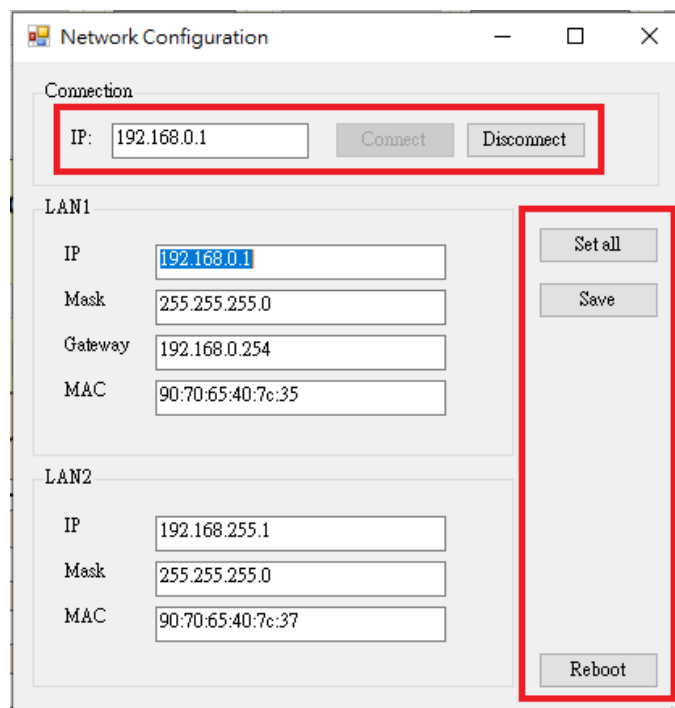 Network Configuration
Connection
IP: 192.168.0.1 Connect Disconnect
LAN1
IP 192.168.0.1
Mask 255.255.255.0
Gateway 192.168.0.254
MAC 90:70:65:40:7c:35
Set all
Save
LAN2
IP 192.168.255.1
Mask 255.255.255.0
MAC 90:70:65:40:7c:37
Reboot